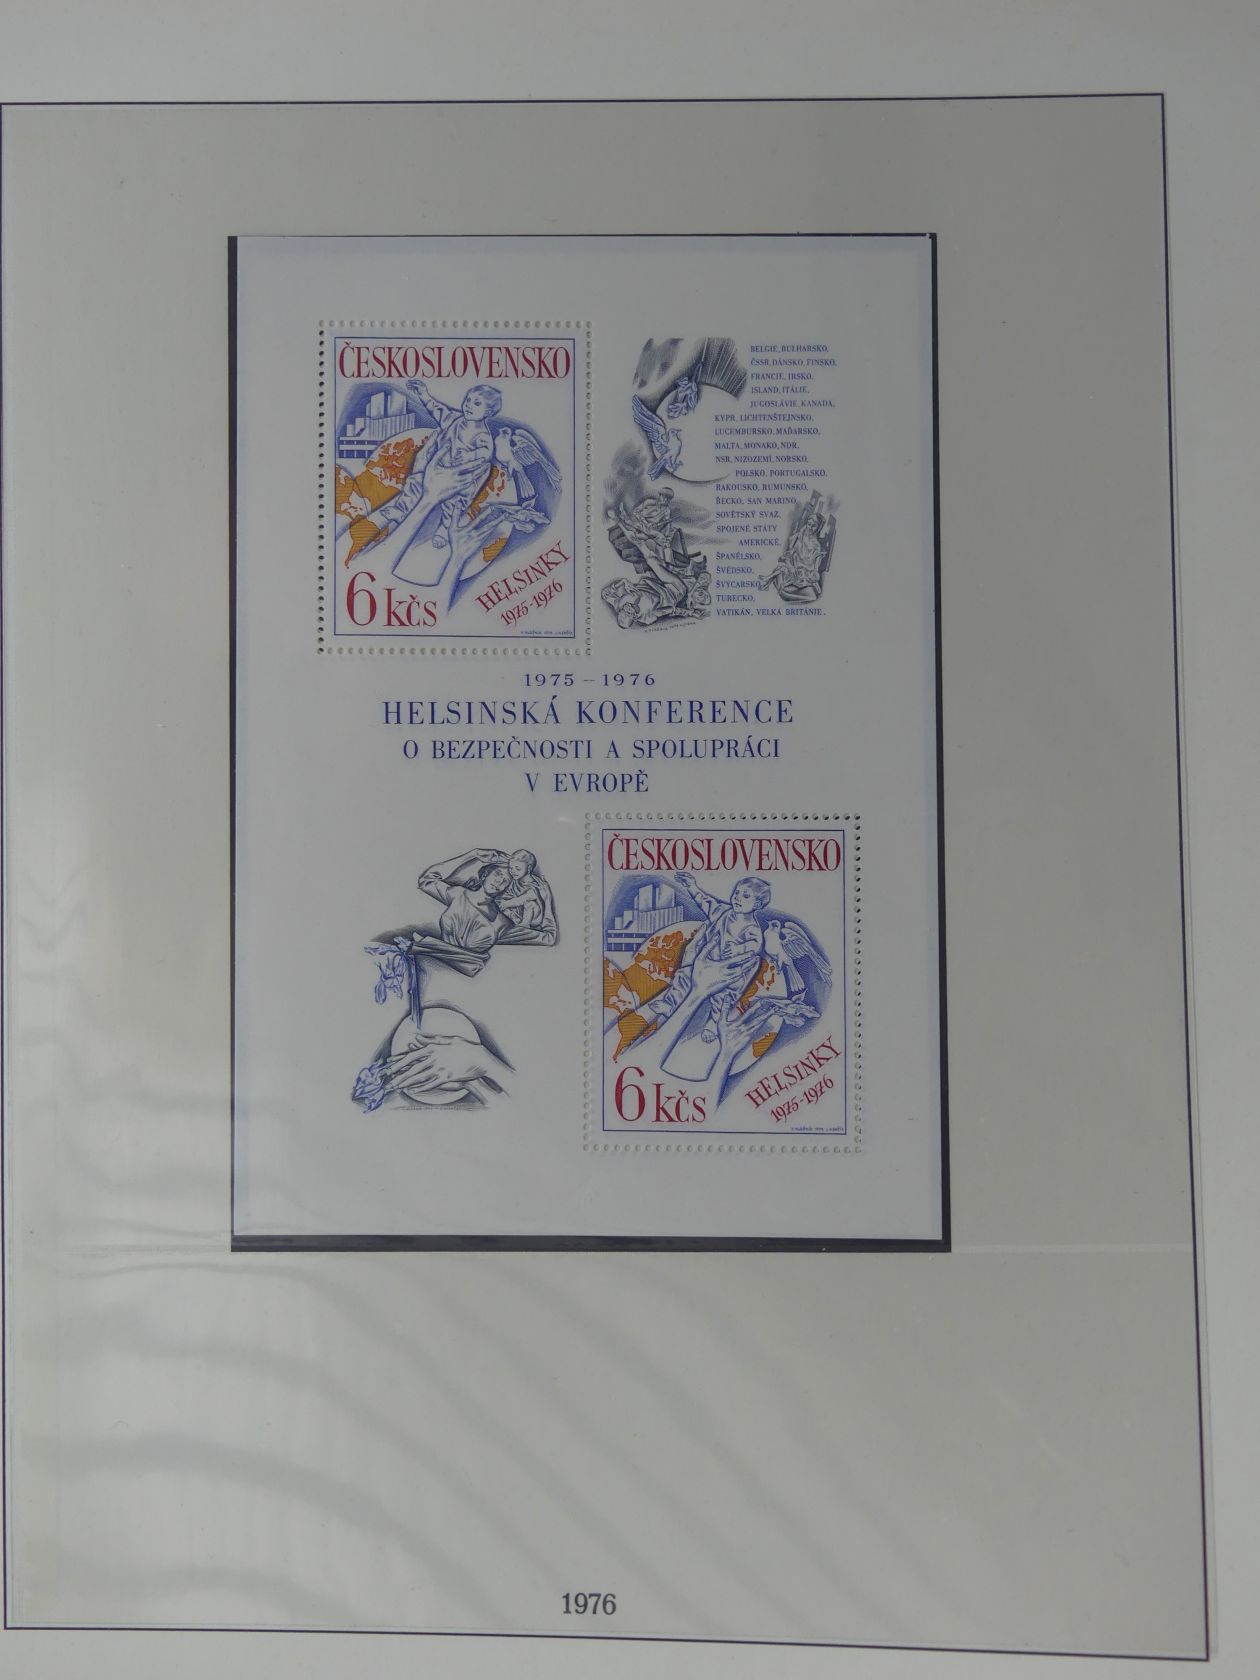 ČESKOSLOVENSKO
6 KČS
HELSINKY
1975-1976
BELGIE, BULHARSKO,
ČSSR, DÁNSKO, FINSKO,
FRANCIE, IRSKO,
ISLAND, ITÁLIE,
JUGOSLÁVIE, KANADA,
KYPR, LICHTENŠTEJNSKO,
LUCEMBURSKO, MAĎARSKO,
MALTA, MONAKO, NDR,
NSR, NIZOZEMÍ, NORSKO,
POLSKO, PORTUGALSKO,
RAKOUSKO, RUMUNSKO,
ŘECKO, SAN MARINO,
SOVĚTSKÝ SVAZ,
SPOJENÉ STÁTY
AMERICKÉ,
ŠPANĚLSKO,
ŠVÉDSKO,
ŠVÝCARSKO,
TURECKO,
VATIKÁN, VELKÁ BRITÁNIE.
1975 – 1976
HELSINSKÁ KONFERENCE
O BEZPEČNOSTI A SPOLUPRÁCI
V EVROPĚ
ČESKOSLOVENSKO
6 KČS
HELSINKY
1975-1976
1976